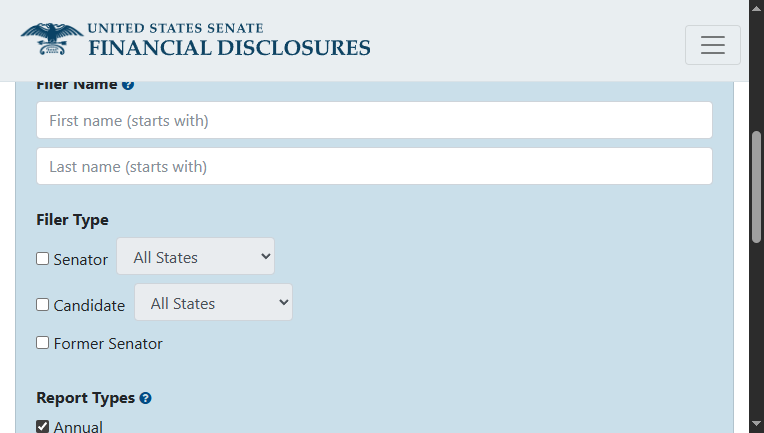 UNITED STATES SENATE
FINANCIAL DISCLOSURES
Filer Name
First name (starts with)
Last name (starts with)
Filer Type
Senator All States
Candidate All States
Former Senator
Report Types
Annual